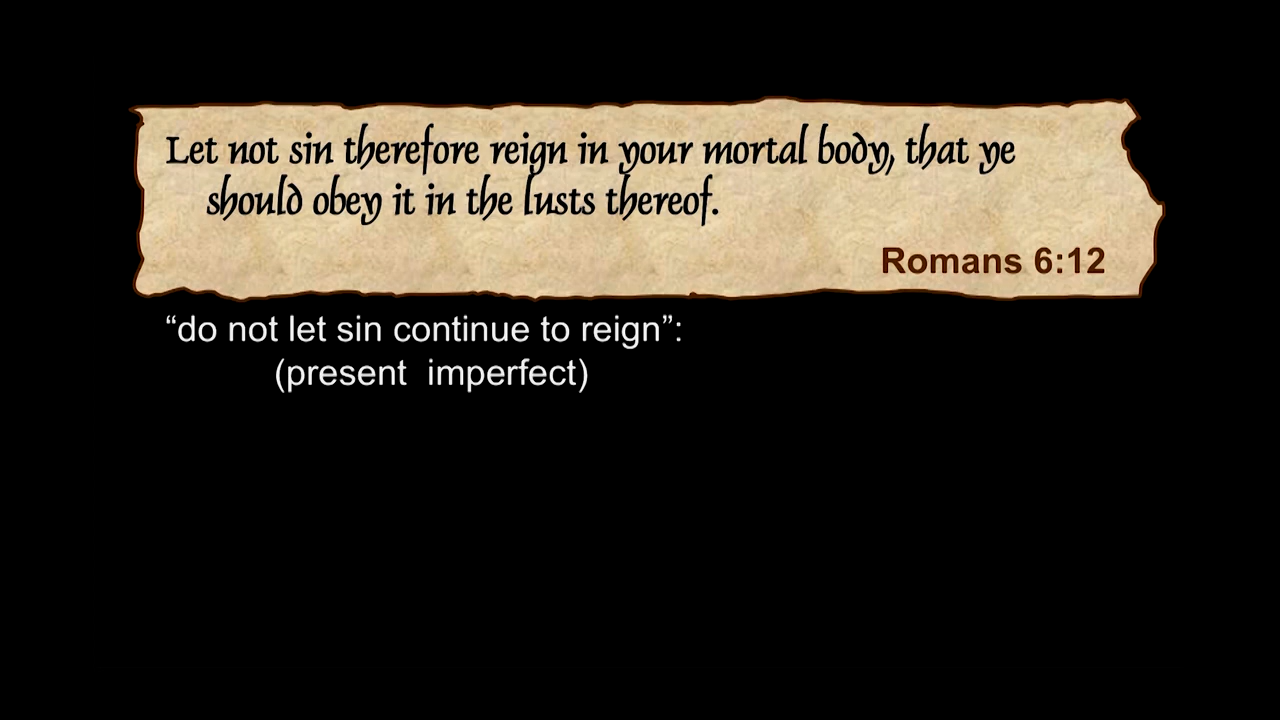 Let not sin therefore reign in your mortal body, that ye
should obey it in the lusts thereof.
Romans 6:12
“do not let sin continue to reign”:
(present  imperfect)